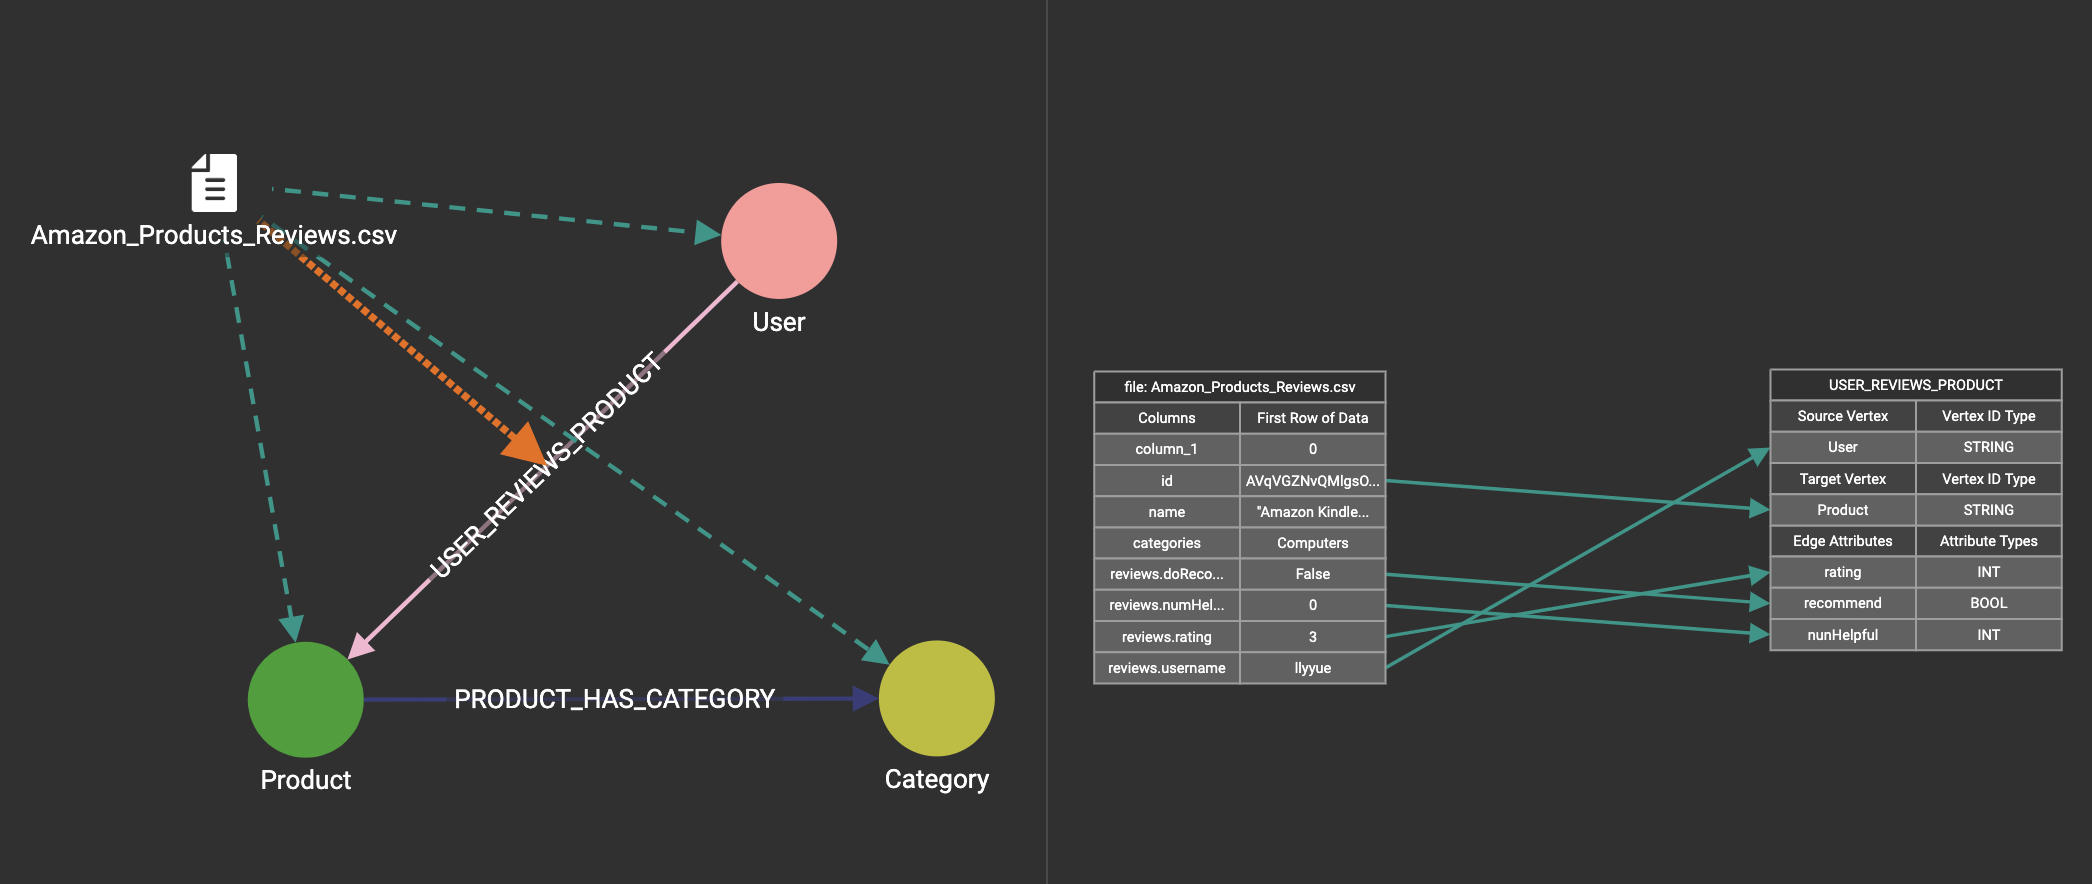 Amazon_Products_Reviews.csv
User
USER_REVIEWS_PRODUCT
PRODUCT_HAS_CATEGORY
Product
Category
file: Amazon_Products_Reviews.csv
Columns First Row of Data
column_1 0
id AVqVGZNvQMlgsO...
name "Amazon Kindle...
categories Computers
reviews.doReco... False
reviews.numHel... 0
reviews.rating 3
reviews.username llyyue
USER_REVIEWS_PRODUCT
Source Vertex Vertex ID Type
User STRING
Target Vertex Vertex ID Type
Product STRING
Edge Attributes Attribute Types
rating INT
recommend BOOL
nunHelpful INT